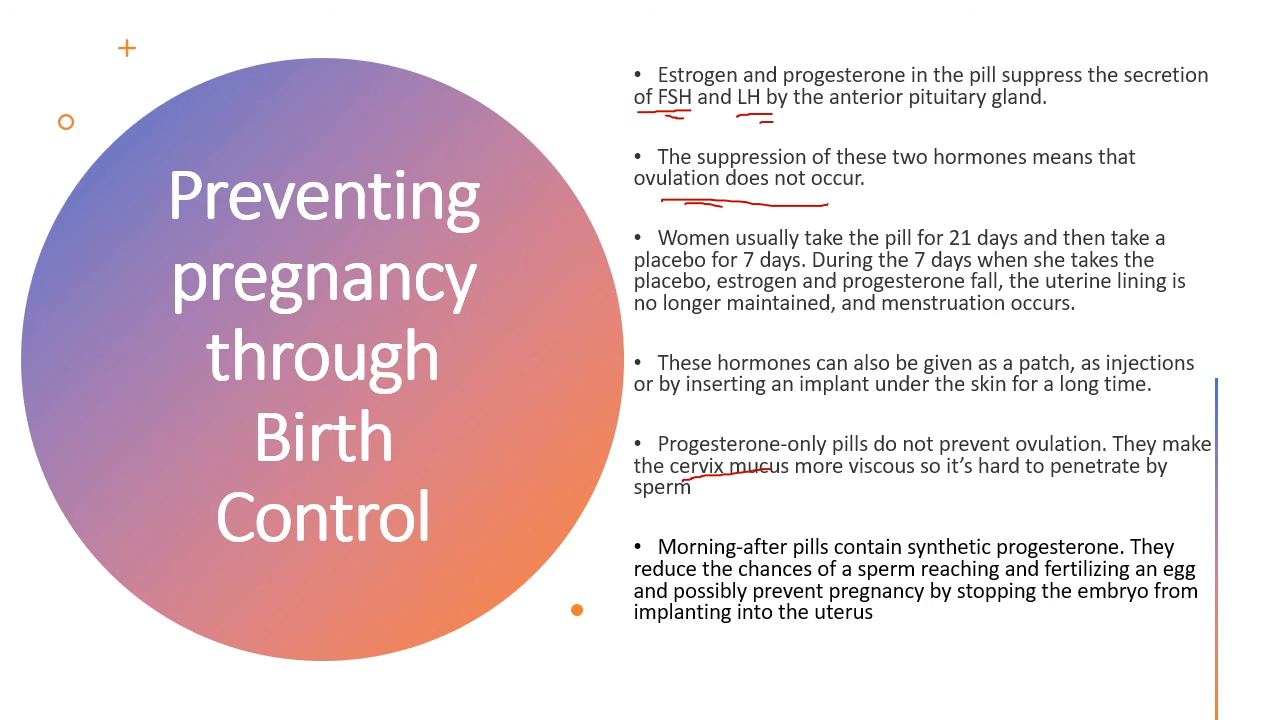 Preventing
pregnancy
through
Birth
Control
• Estrogen and progesterone in the pill suppress the secretion
of FSH and LH by the anterior pituitary gland.
• The suppression of these two hormones means that
ovulation does not occur.
• Women usually take the pill for 21 days and then take a
placebo for 7 days. During the 7 days when she takes the
placebo, estrogen and progesterone fall, the uterine lining is
no longer maintained, and menstruation occurs.
• These hormones can also be given as a patch, as injections
or by inserting an implant under the skin for a long time.
• Progesterone-only pills do not prevent ovulation. They make
the cervix mucus more viscous so it’s hard to penetrate by
sperm
• Morning-after pills contain synthetic progesterone. They
reduce the chances of a sperm reaching and fertilizing an egg
and possibly prevent pregnancy by stopping the embryo from
implanting into the uterus